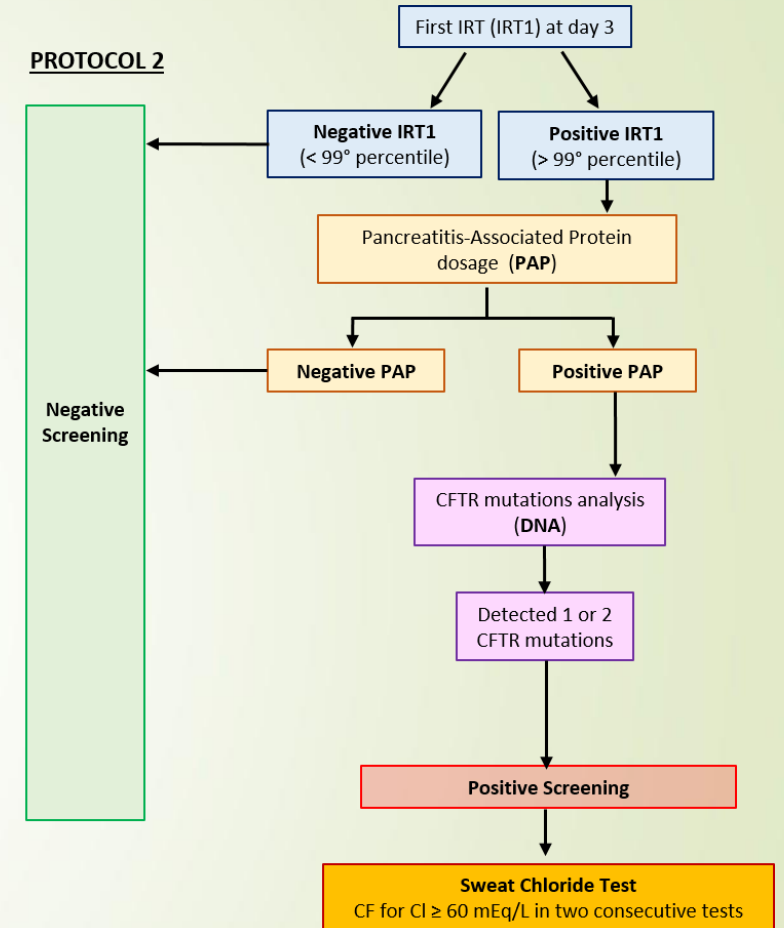 First IRT (IRT1) at day 3
PROTOCOL 2
Negative IRT1
(< 99° percentile)
Positive IRT1
(> 99° percentile)
Pancreatitis-Associated Protein
dosage (PAP)
Negative PAP
Positive PAP
Negative
Screening
CFTR mutations analysis
(DNA)
Detected 1 or 2
CFTR mutations
Positive Screening
Sweat Chloride Test
CF for Cl ≥ 60 mEq/L in two consecutive tests